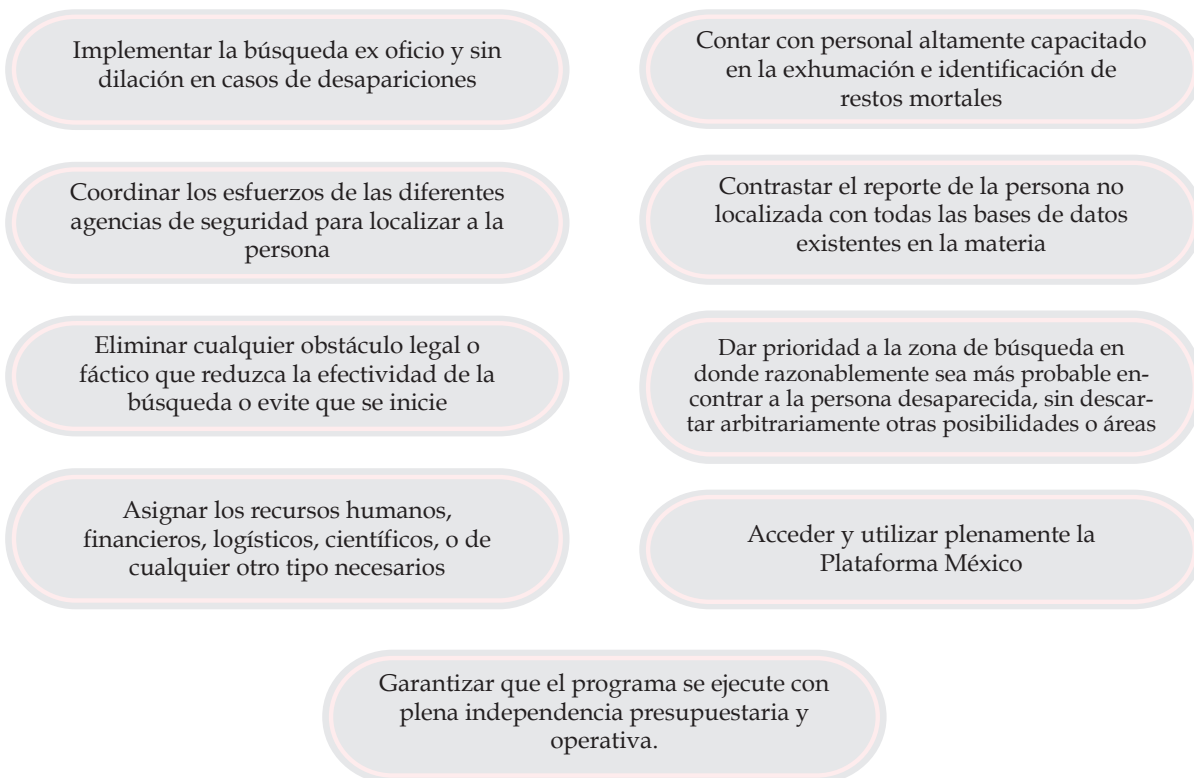 Implementar la búsqueda ex oficio y sin
dilación en casos de desapariciones
Contar con personal altamente capacitado
en la exhumación e identificación de
restos mortales
Coordinar los esfuerzos de las diferentes
agencias de seguridad para localizar a la
persona
Contrastar el reporte de la persona no
localizada con todas las bases de datos
existentes en la materia
Eliminar cualquier obstáculo legal o
fáctico que reduzca la efectividad de la
búsqueda o evite que se inicie
Dar prioridad a la zona de búsqueda en
donde razonablemente sea más probable en-
contrar a la persona desaparecida, sin descar-
tar arbitrariamente otras posibilidades o áreas
Asignar los recursos humanos,
financieros, logísticos, científicos, o de
cualquier otro tipo necesarios
Acceder y utilizar plenamente la
Plataforma México
Garantizar que el programa se ejecute con
plena independencia presupuestaria y
operativa.